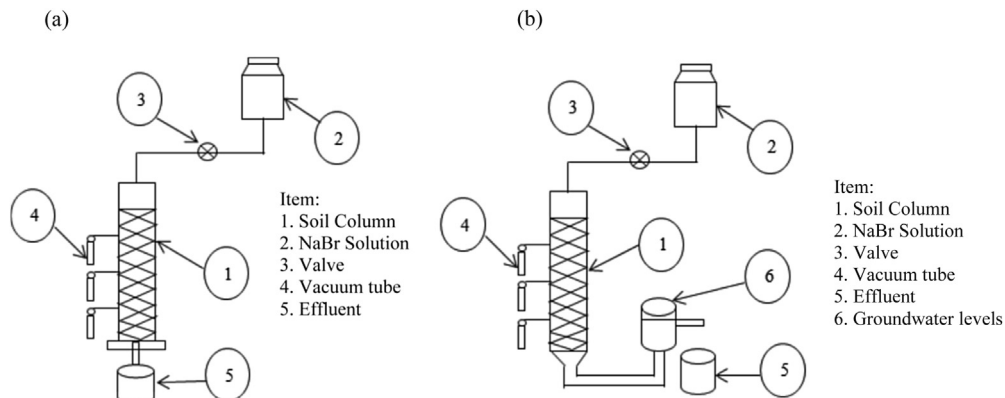 (a)
(b)
3
2
4
1
5
Item:
1. Soil Column
2. NaBr Solution
3. Valve
4. Vacuum tube
5. Effluent
3
2
4
1
6
5
Item:
1. Soil Column
2. NaBr Solution
3. Valve
4. Vacuum tube
5. Effluent
6. Groundwater levels